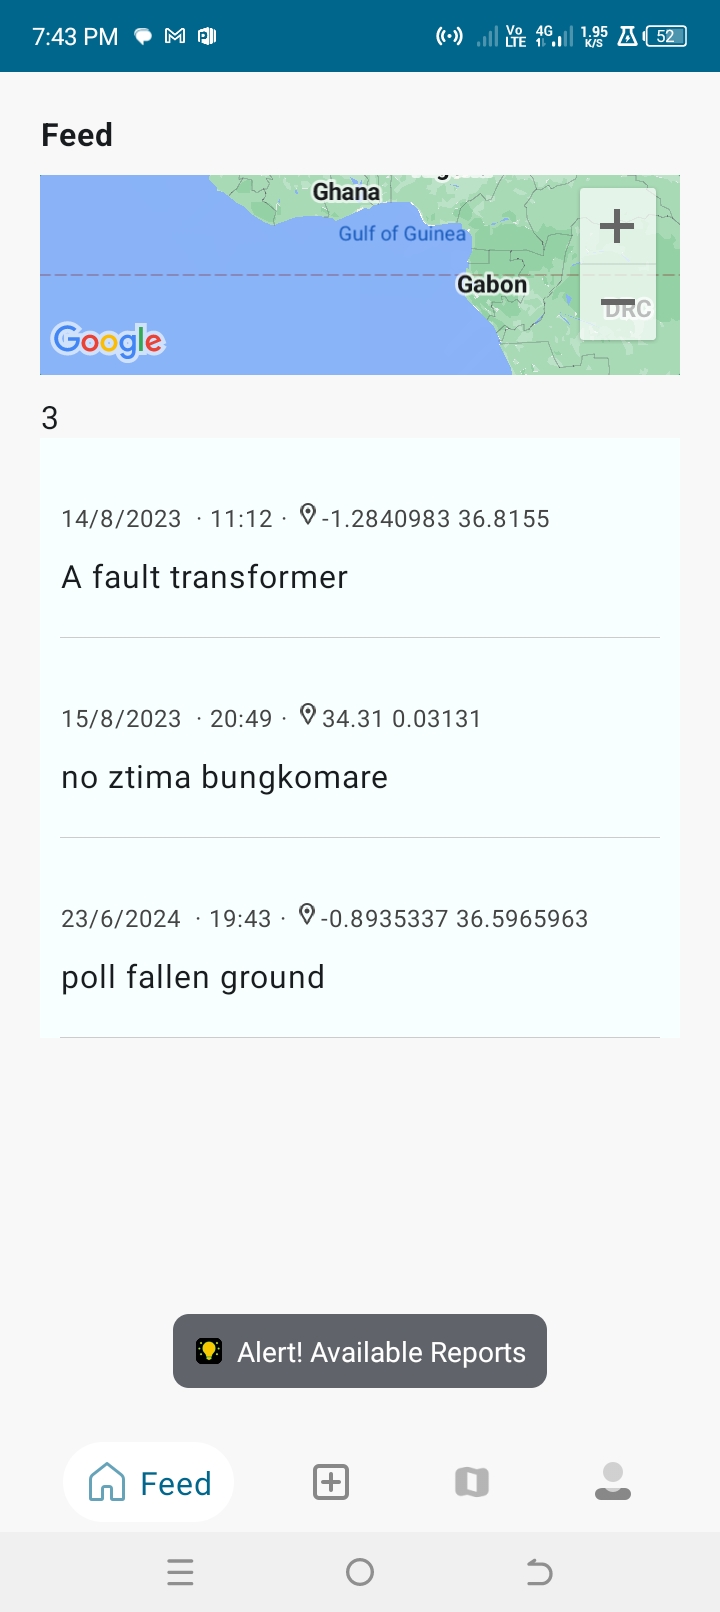 7:43 PM
Vo LTE 4G 1.95 K/S 52
Feed
Ghana
Gulf of Guinea
Gabon
DRC
Google
3
14/8/2023 · 11:12 · -1.2840983 36.8155
A fault transformer
15/8/2023 · 20:49 · 34.31 0.03131
no ztima bungkomare
23/6/2024 · 19:43 · -0.8935337 36.5965963
poll fallen ground
Alert! Available Reports
Feed